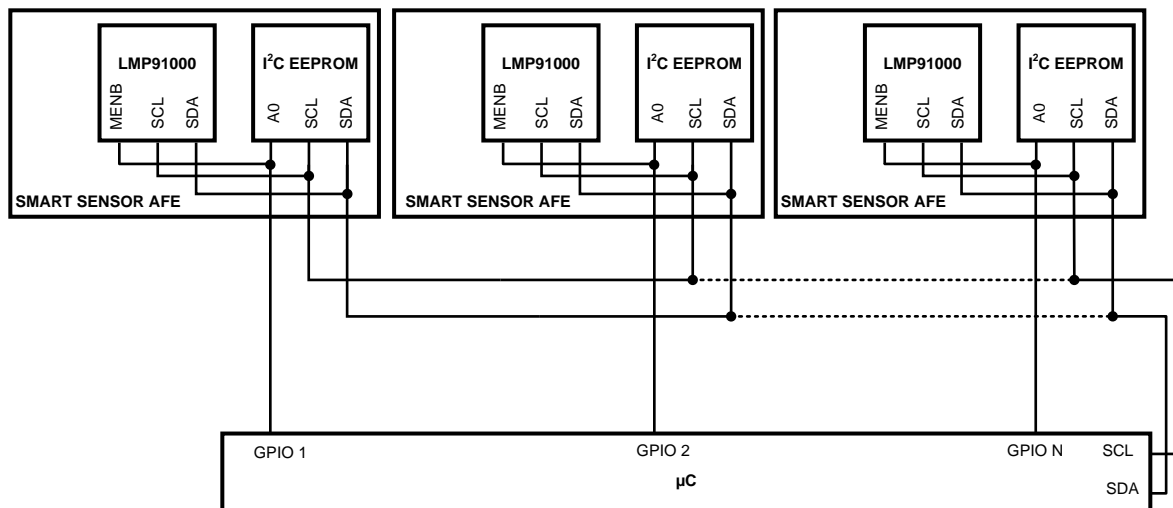 LMP91000
I²C EEPROM
MENB
SCL
SDA
A0
SCL
SDA
SMART SENSOR AFE
LMP91000
I²C EEPROM
MENB
SCL
SDA
A0
SCL
SDA
SMART SENSOR AFE
LMP91000
I²C EEPROM
MENB
SCL
SDA
A0
SCL
SDA
SMART SENSOR AFE
GPIO 1
GPIO 2
GPIO N
SCL
µC
SDA